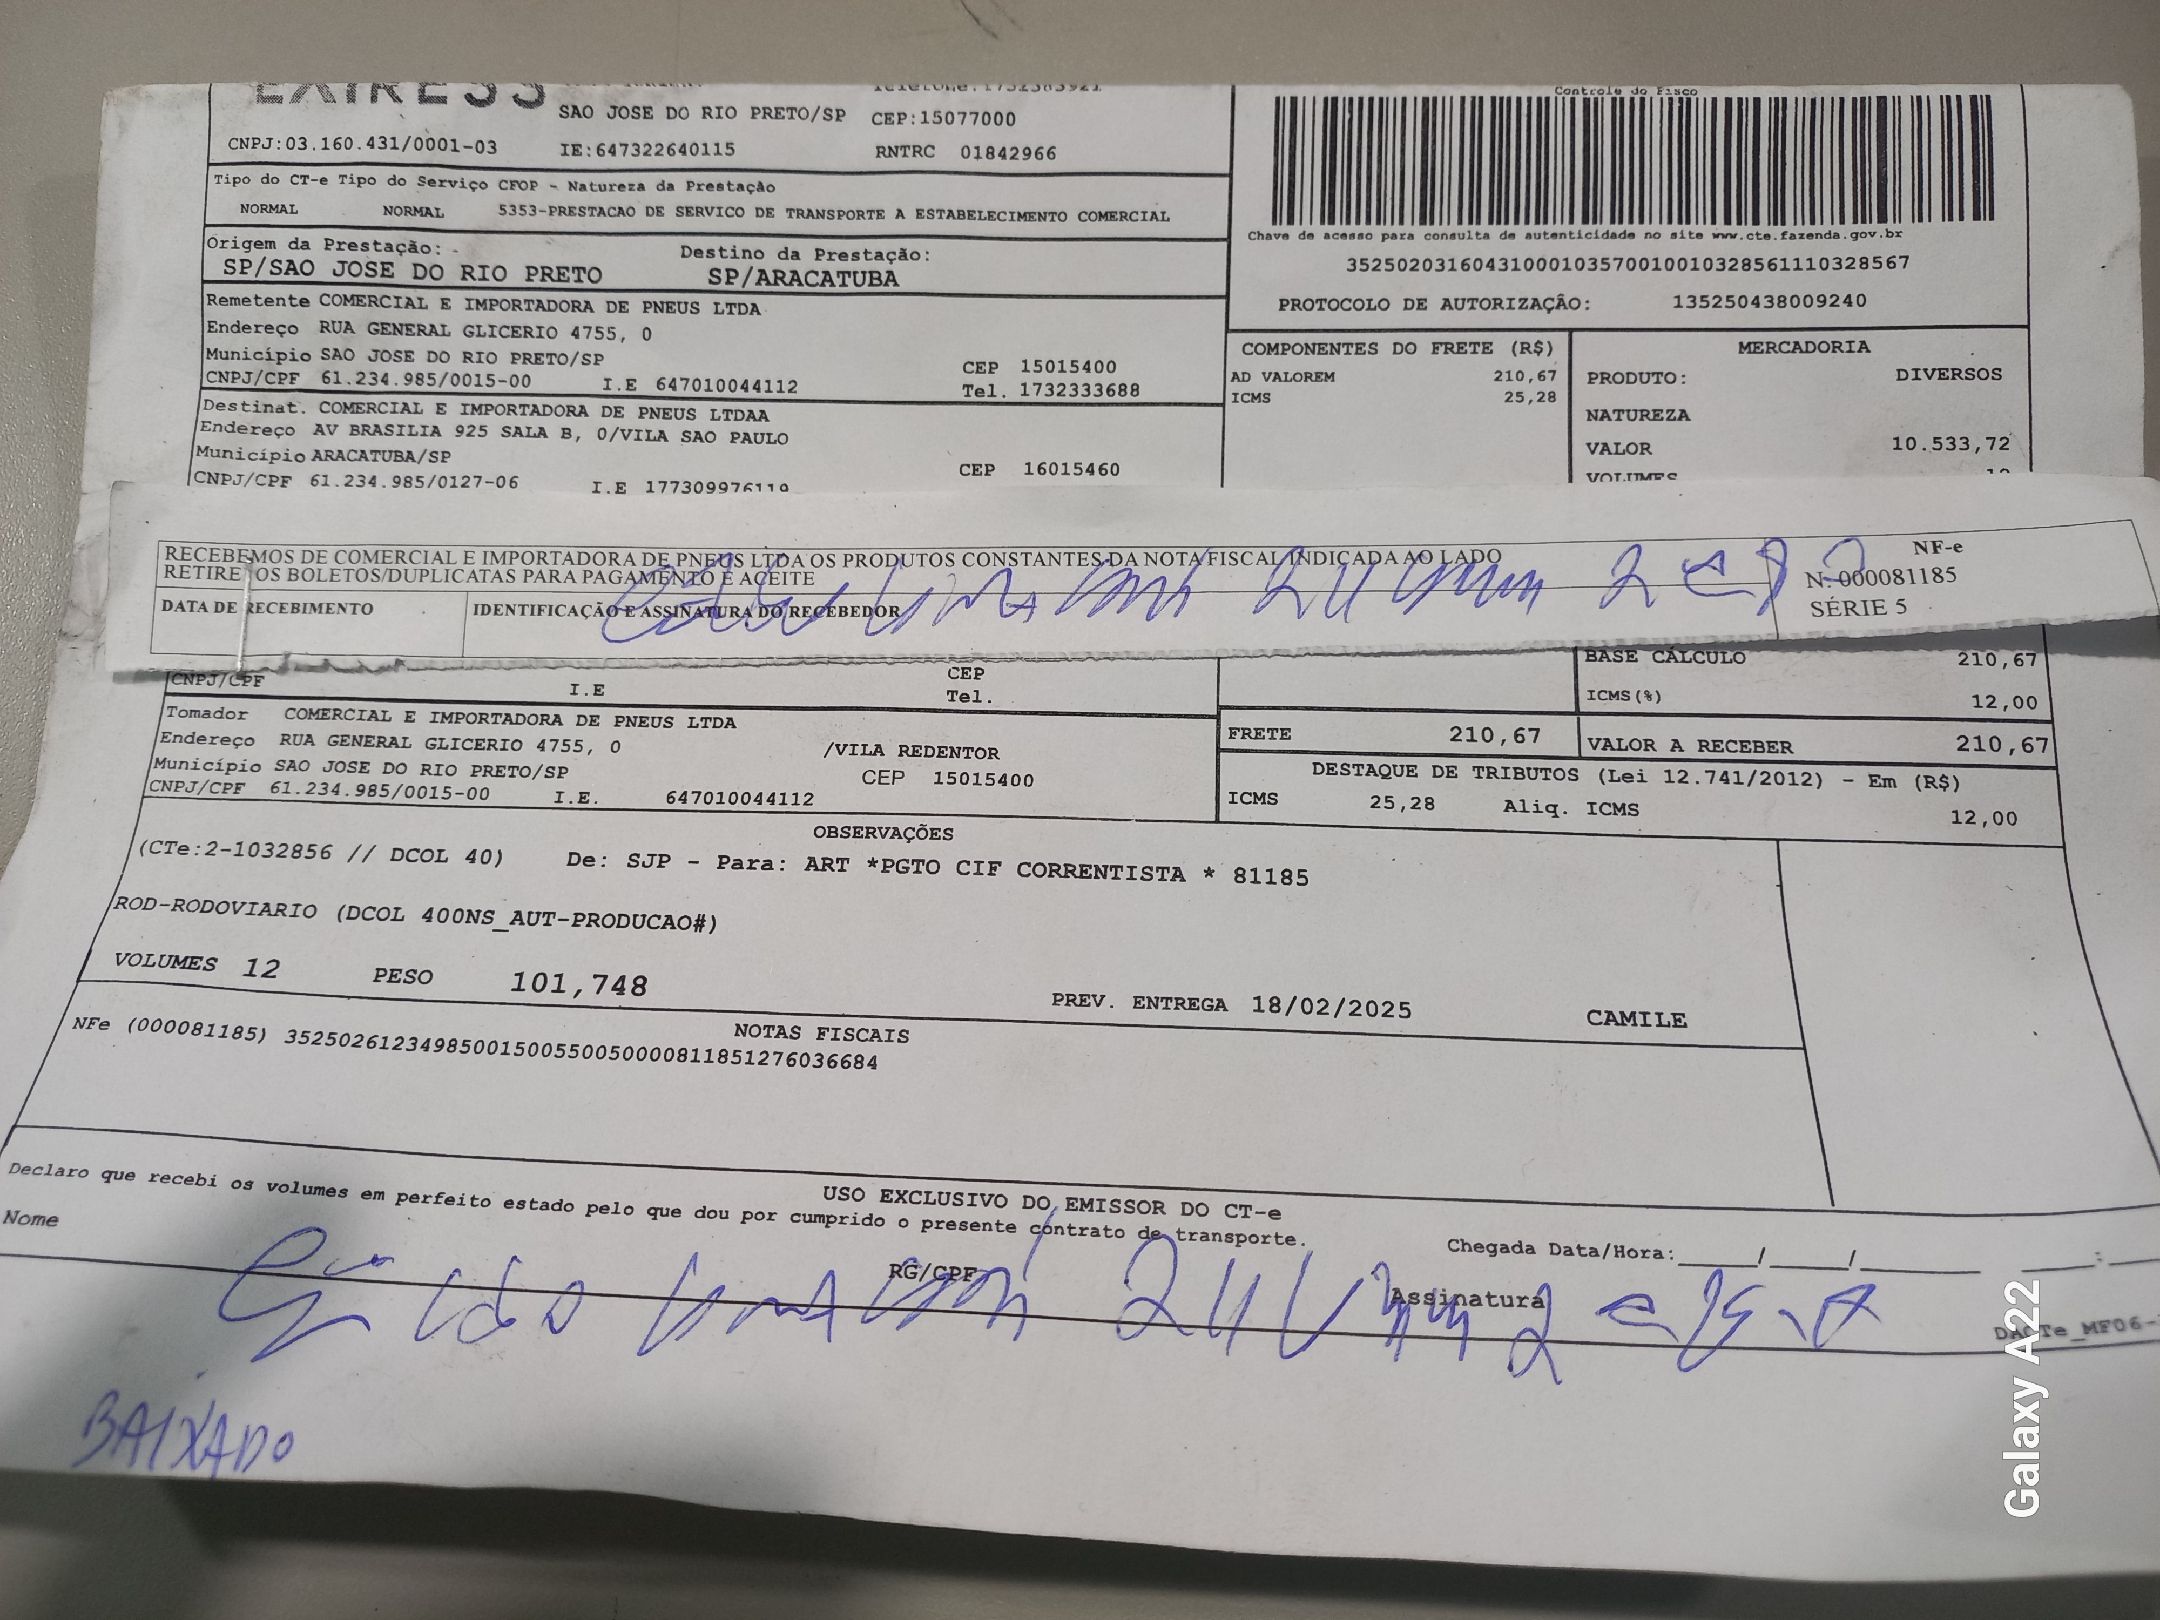 EXPRESS
SAO JOSE DO RIO PRETO/SP CEP:15077000
CNPJ:03.160.431/0001-03 IE:647322640115 RNTRC 01842966
Tipo do CT-e Tipo do Serviço CFOP - Natureza da Prestação
NORMAL NORMAL 5353-PRESTACAO DE SERVICO DE TRANSPORTE A ESTABELECIMENTO COMERCIAL
Origem da Prestação: Destino da Prestação:
SP/SAO JOSE DO RIO PRETO SP/ARACATUBA
Remetente COMERCIAL E IMPORTADORA DE PNEUS LTDA
Endereço RUA GENERAL GLICERIO 4755, 0
Município SAO JOSE DO RIO PRETO/SP CEP 15015400
CNPJ/CPF 61.234.985/0015-00 I.E 647010044112 Tel. 1732333688
Destinat. COMERCIAL E IMPORTADORA DE PNEUS LTDAA
Endereço AV BRASILIA 925 SALA B, 0/VILA SAO PAULO
Município ARACATUBA/SP CEP 16015460
CNPJ/CPF 61.234.985/0127-06 I.E 177309976119
Controle do Fisco
Chave de acesso para consulta de autenticidade no site www.cte.fazenda.gov.br
35250203160431000103570010010328561110328567
PROTOCOLO DE AUTORIZAÇÃO: 135250438009240
COMPONENTES DO FRETE (R$) MERCADORIA
AD VALOREM 210,67 PRODUTO: DIVERSOS
ICMS 25,28
NATUREZA
VALOR 10.533,72
VOLUMES 12
RECEBEMOS DE COMERCIAL E IMPORTADORA DE PNEUS LTDA OS PRODUTOS CONSTANTES DA NOTA FISCAL INDICADA AO LADO
RETIRE OS BOLETOS/DUPLICATAS PARA PAGAMENTO E ACEITE
DATA DE RECEBIMENTO IDENTIFICAÇÃO E ASSINATURA DO RECEBEDOR
NF-e
N. 000081185
SÉRIE 5
CNPJ/CPF I.E CEP
Tel.
BASE CÁLCULO 210,67
ICMS(%) 12,00
Tomador COMERCIAL E IMPORTADORA DE PNEUS LTDA
Endereço RUA GENERAL GLICERIO 4755, 0 /VILA REDENTOR
Município SAO JOSE DO RIO PRETO/SP CEP 15015400
CNPJ/CPF 61.234.985/0015-00 I.E. 647010044112
FRETE 210,67 VALOR A RECEBER 210,67
DESTAQUE DE TRIBUTOS (Lei 12.741/2012) - Em (R$)
ICMS 25,28 Aliq. ICMS 12,00
OBSERVAÇÕES
(CTe:2-1032856 // DCOL 40) De: SJP - Para: ART *PGTO CIF CORRENTISTA * 81185
ROD-RODOVIARIO (DCOL 400NS_AUT-PRODUCAO#)
VOLUMES 12 PESO 101,748 PREV. ENTREGA 18/02/2025 CAMILE
NOTAS FISCAIS
NFe (000081185) 35250261234985001500550050000811851276036684
USO EXCLUSIVO DO EMISSOR DO CT-e
Declaro que recebi os volumes em perfeito estado pelo que dou por cumprido o presente contrato de transporte.
Nome RG/CPF Assinatura Chegada Data/Hora:____/____/______ ____:__
DACTe_MF06-
BAIXADO
Galaxy A22